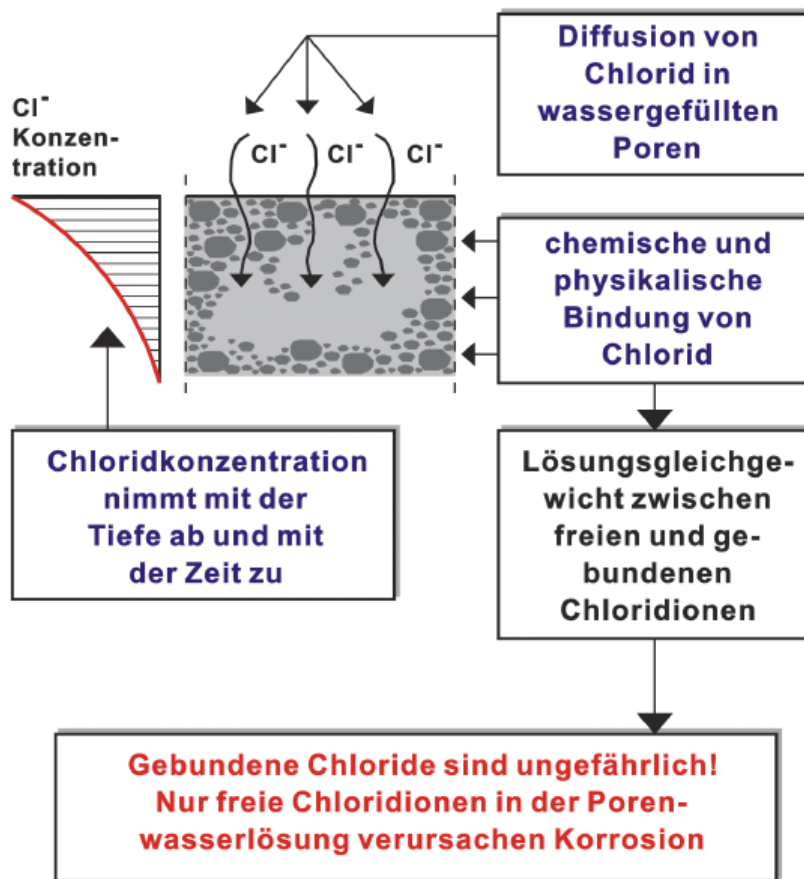 Diffusion von
Chlorid in
wassergefüllten
Poren
Cl⁻
Konzen-
tration
Cl⁻ Cl⁻ Cl⁻
chemische und
physikalische
Bindung von
Chlorid
Chloridkonzentration
nimmt mit der
Tiefe ab und mit
der Zeit zu
Lösungsgleichge-
wicht zwischen
freien und ge-
bundenen
Chloridionen
Gebundene Chloride sind ungefährlich!
Nur freie Chloridionen in der Poren-
wasserlösung verursachen Korrosion